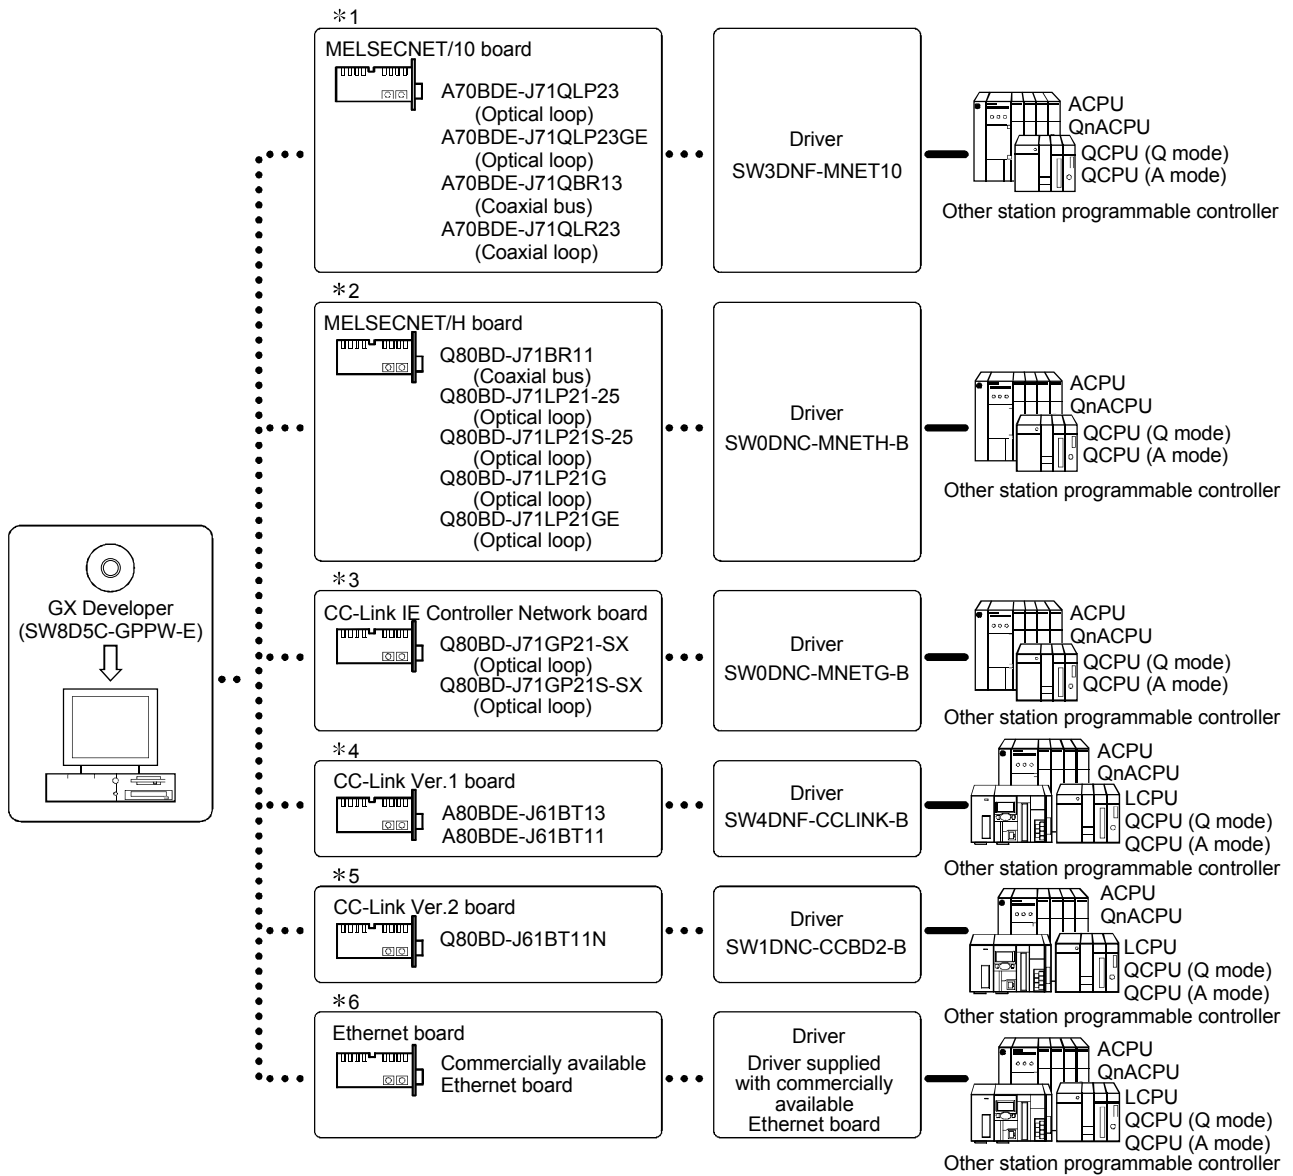 GX Developer
(SW8D5C-GPPW-E)
*1
MELSECNET/10 board
A70BDE-J71QLP23
(Optical loop)
A70BDE-J71QLP23GE
(Optical loop)
A70BDE-J71QBR13
(Coaxial bus)
A70BDE-J71QLR23
(Coaxial loop)
Driver
SW3DNF-MNET10
ACPU
QnACPU
QCPU (Q mode)
QCPU (A mode)
Other station programmable controller
*2
MELSECNET/H board
Q80BD-J71BR11
(Coaxial bus)
Q80BD-J71LP21-25
(Optical loop)
Q80BD-J71LP21S-25
(Optical loop)
Q80BD-J71LP21G
(Optical loop)
Q80BD-J71LP21GE
(Optical loop)
Driver
SW0DNC-MNETH-B
ACPU
QnACPU
QCPU (Q mode)
QCPU (A mode)
Other station programmable controller
*3
CC-Link IE Controller Network board
Q80BD-J71GP21-SX
(Optical loop)
Q80BD-J71GP21S-SX
(Optical loop)
Driver
SW0DNC-MNETG-B
ACPU
QnACPU
QCPU (Q mode)
QCPU (A mode)
Other station programmable controller
*4
CC-Link Ver.1 board
A80BDE-J61BT13
A80BDE-J61BT11
Driver
SW4DNF-CCLINK-B
ACPU
QnACPU
LCPU
QCPU (Q mode)
QCPU (A mode)
Other station programmable controller
*5
CC-Link Ver.2 board
Q80BD-J61BT11N
Driver
SW1DNC-CCBD2-B
ACPU
QnACPU
LCPU
QCPU (Q mode)
QCPU (A mode)
Other station programmable controller
*6
Ethernet board
Commercially available
Ethernet board
Driver
Driver supplied
with commercially
available
Ethernet board
ACPU
QnACPU
LCPU
QCPU (Q mode)
QCPU (A mode)
Other station programmable controller